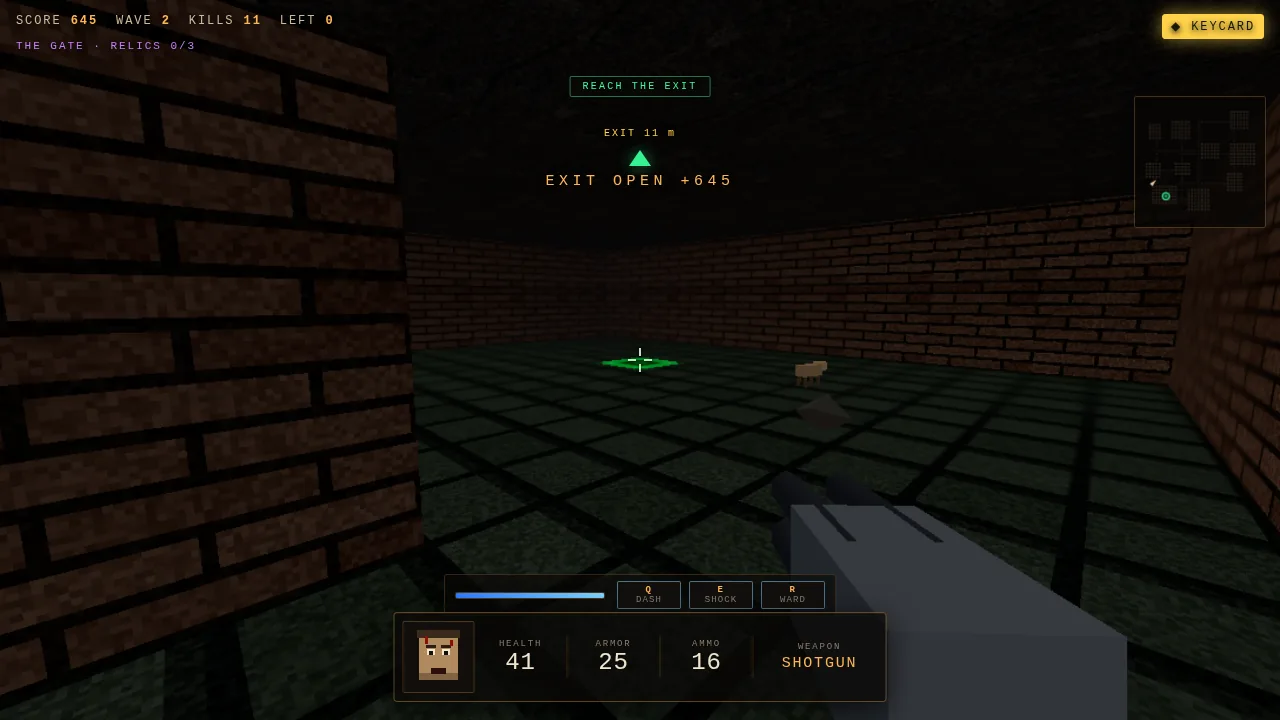 SCORE 645 WAVE 2 KILLS 11 LEFT 0
THE GATE · RELICS 0/3
◆ KEYCARD
REACH THE EXIT
EXIT 11 m
EXIT OPEN +645
Q
DASH
E
SHOCK
R
WARD
HEALTH
41
ARMOR
25
AMMO
16
WEAPON
SHOTGUN